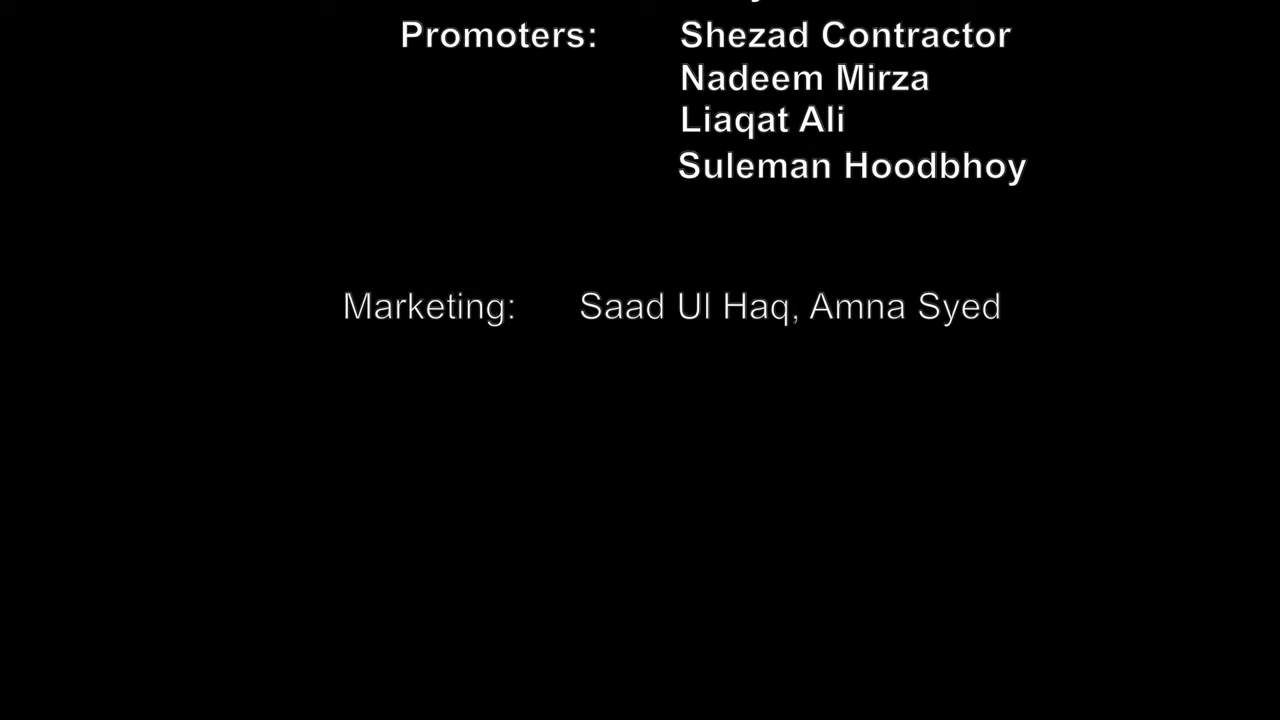 Promoters: Shezad Contractor
Nadeem Mirza
Liaqat Ali
Suleman Hoodbhoy
Marketing: Saad Ul Haq, Amna Syed